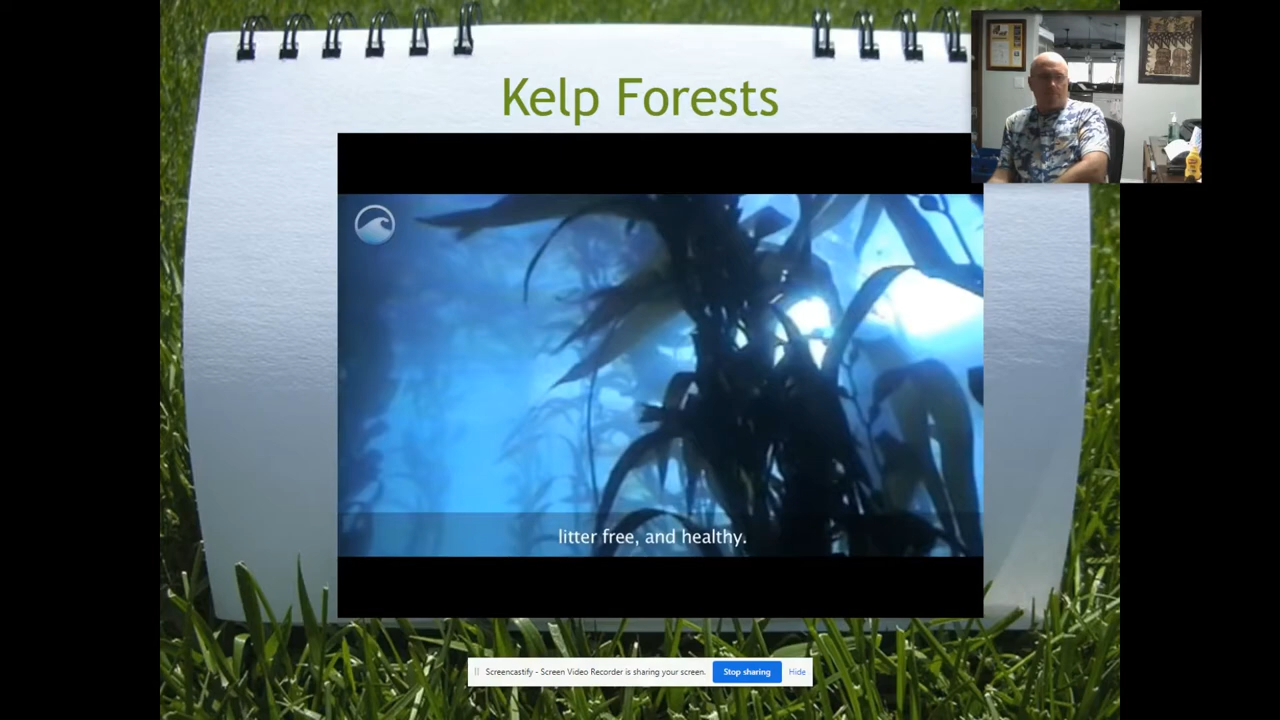 Kelp Forests
litter free, and healthy.
Screencastify - Screen Video Recorder is sharing your screen.
Stop sharing
Hide